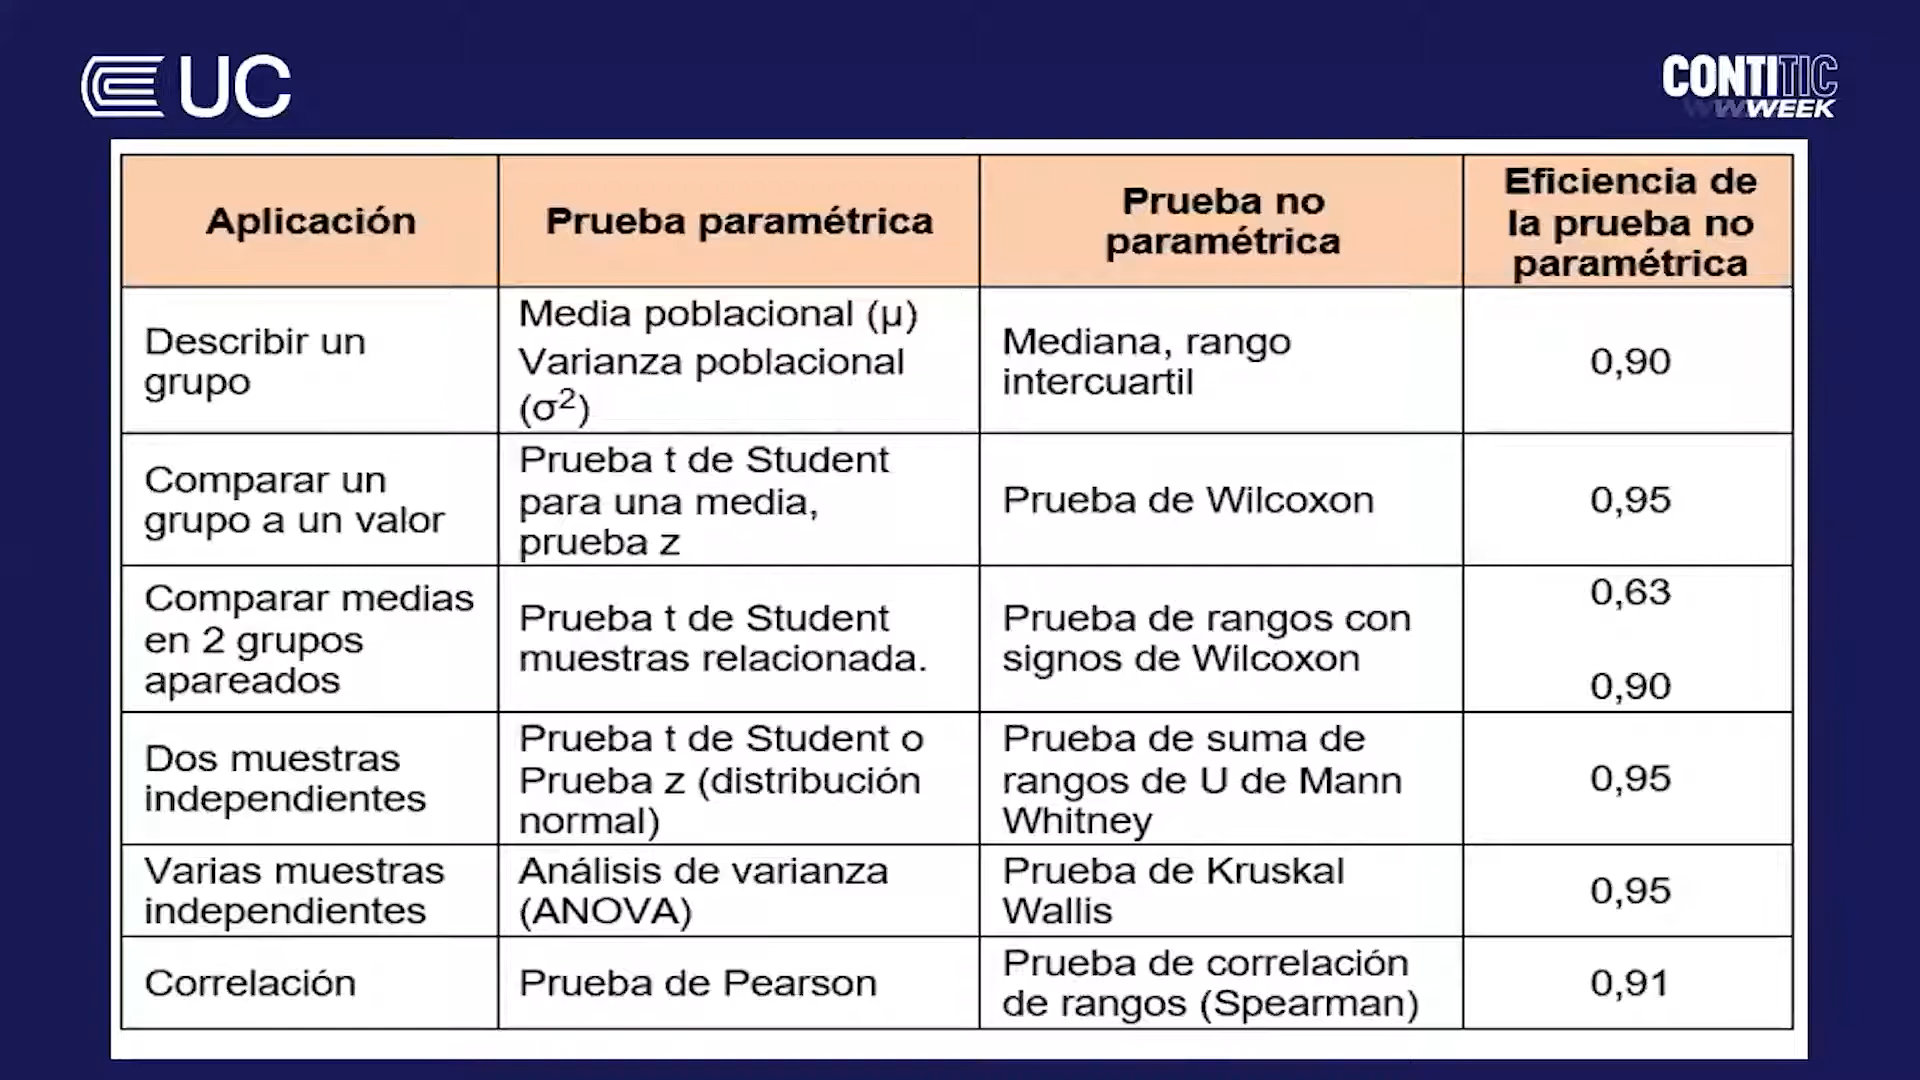 UC
CONTITIC
WEEK
Aplicación
Prueba paramétrica
Prueba no
paramétrica
Eficiencia de
la prueba no
paramétrica
Describir un
grupo
Media poblacional (µ)
Varianza poblacional
(σ²)
Mediana, rango
intercuartil
0,90
Comparar un
grupo a un valor
Prueba t de Student
para una media,
prueba z
Prueba de Wilcoxon
0,95
Comparar medias
en 2 grupos
apareados
Prueba t de Student
muestras relacionada.
Prueba de rangos con
signos de Wilcoxon
0,63
0,90
Dos muestras
independientes
Prueba t de Student o
Prueba z (distribución
normal)
Prueba de suma de
rangos de U de Mann
Whitney
0,95
Varias muestras
independientes
Análisis de varianza
(ANOVA)
Prueba de Kruskal
Wallis
0,95
Correlación
Prueba de Pearson
Prueba de correlación
de rangos (Spearman)
0,91